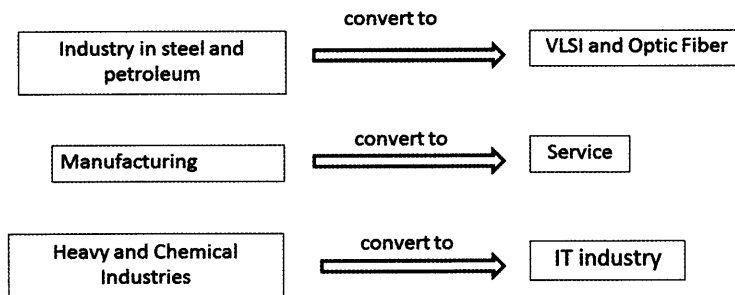 convert to
Industry in steel and
petroleum
VLSI and Optic Fiber
convert to
Manufacturing
Service
convert to
Heavy and Chemical
Industries
IT industry